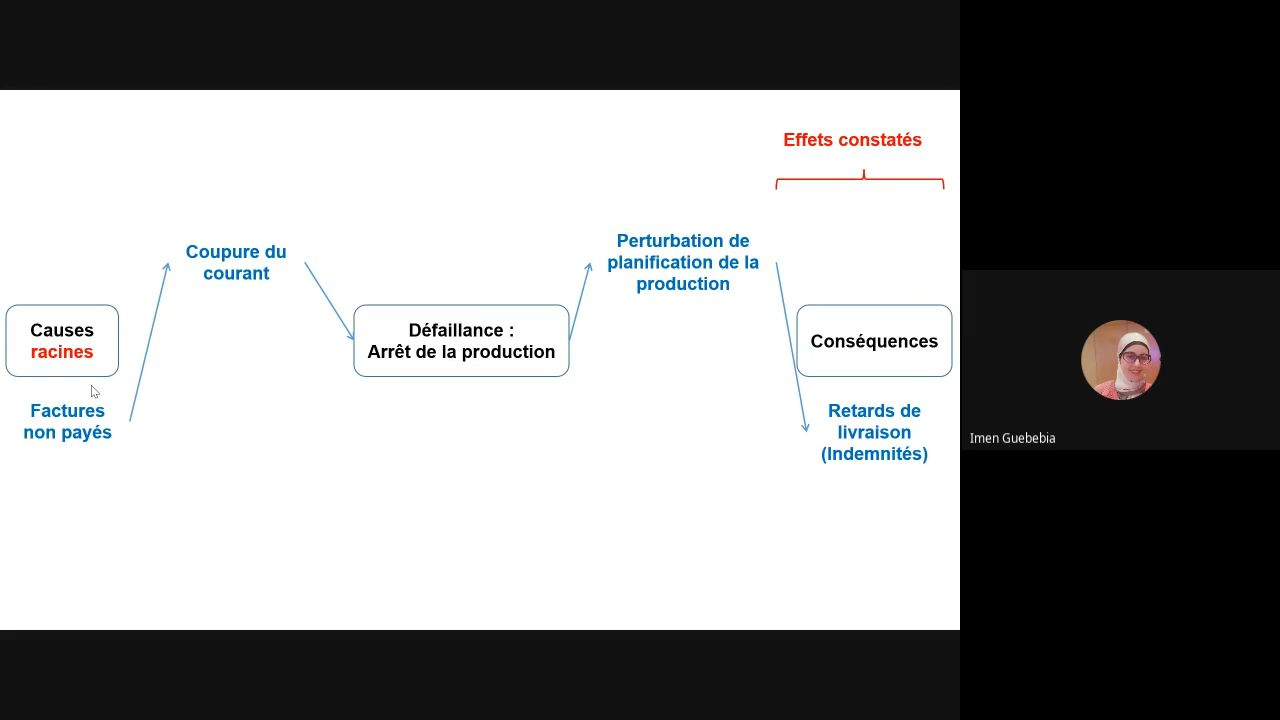 Effets constatés
Coupure du
courant
Perturbation de
planification de la
production
Causes
racines
Défaillance :
Arrêt de la production
Conséquences
Factures
non payés
Retards de
livraison
(Indemnités)
Imen Guebebia